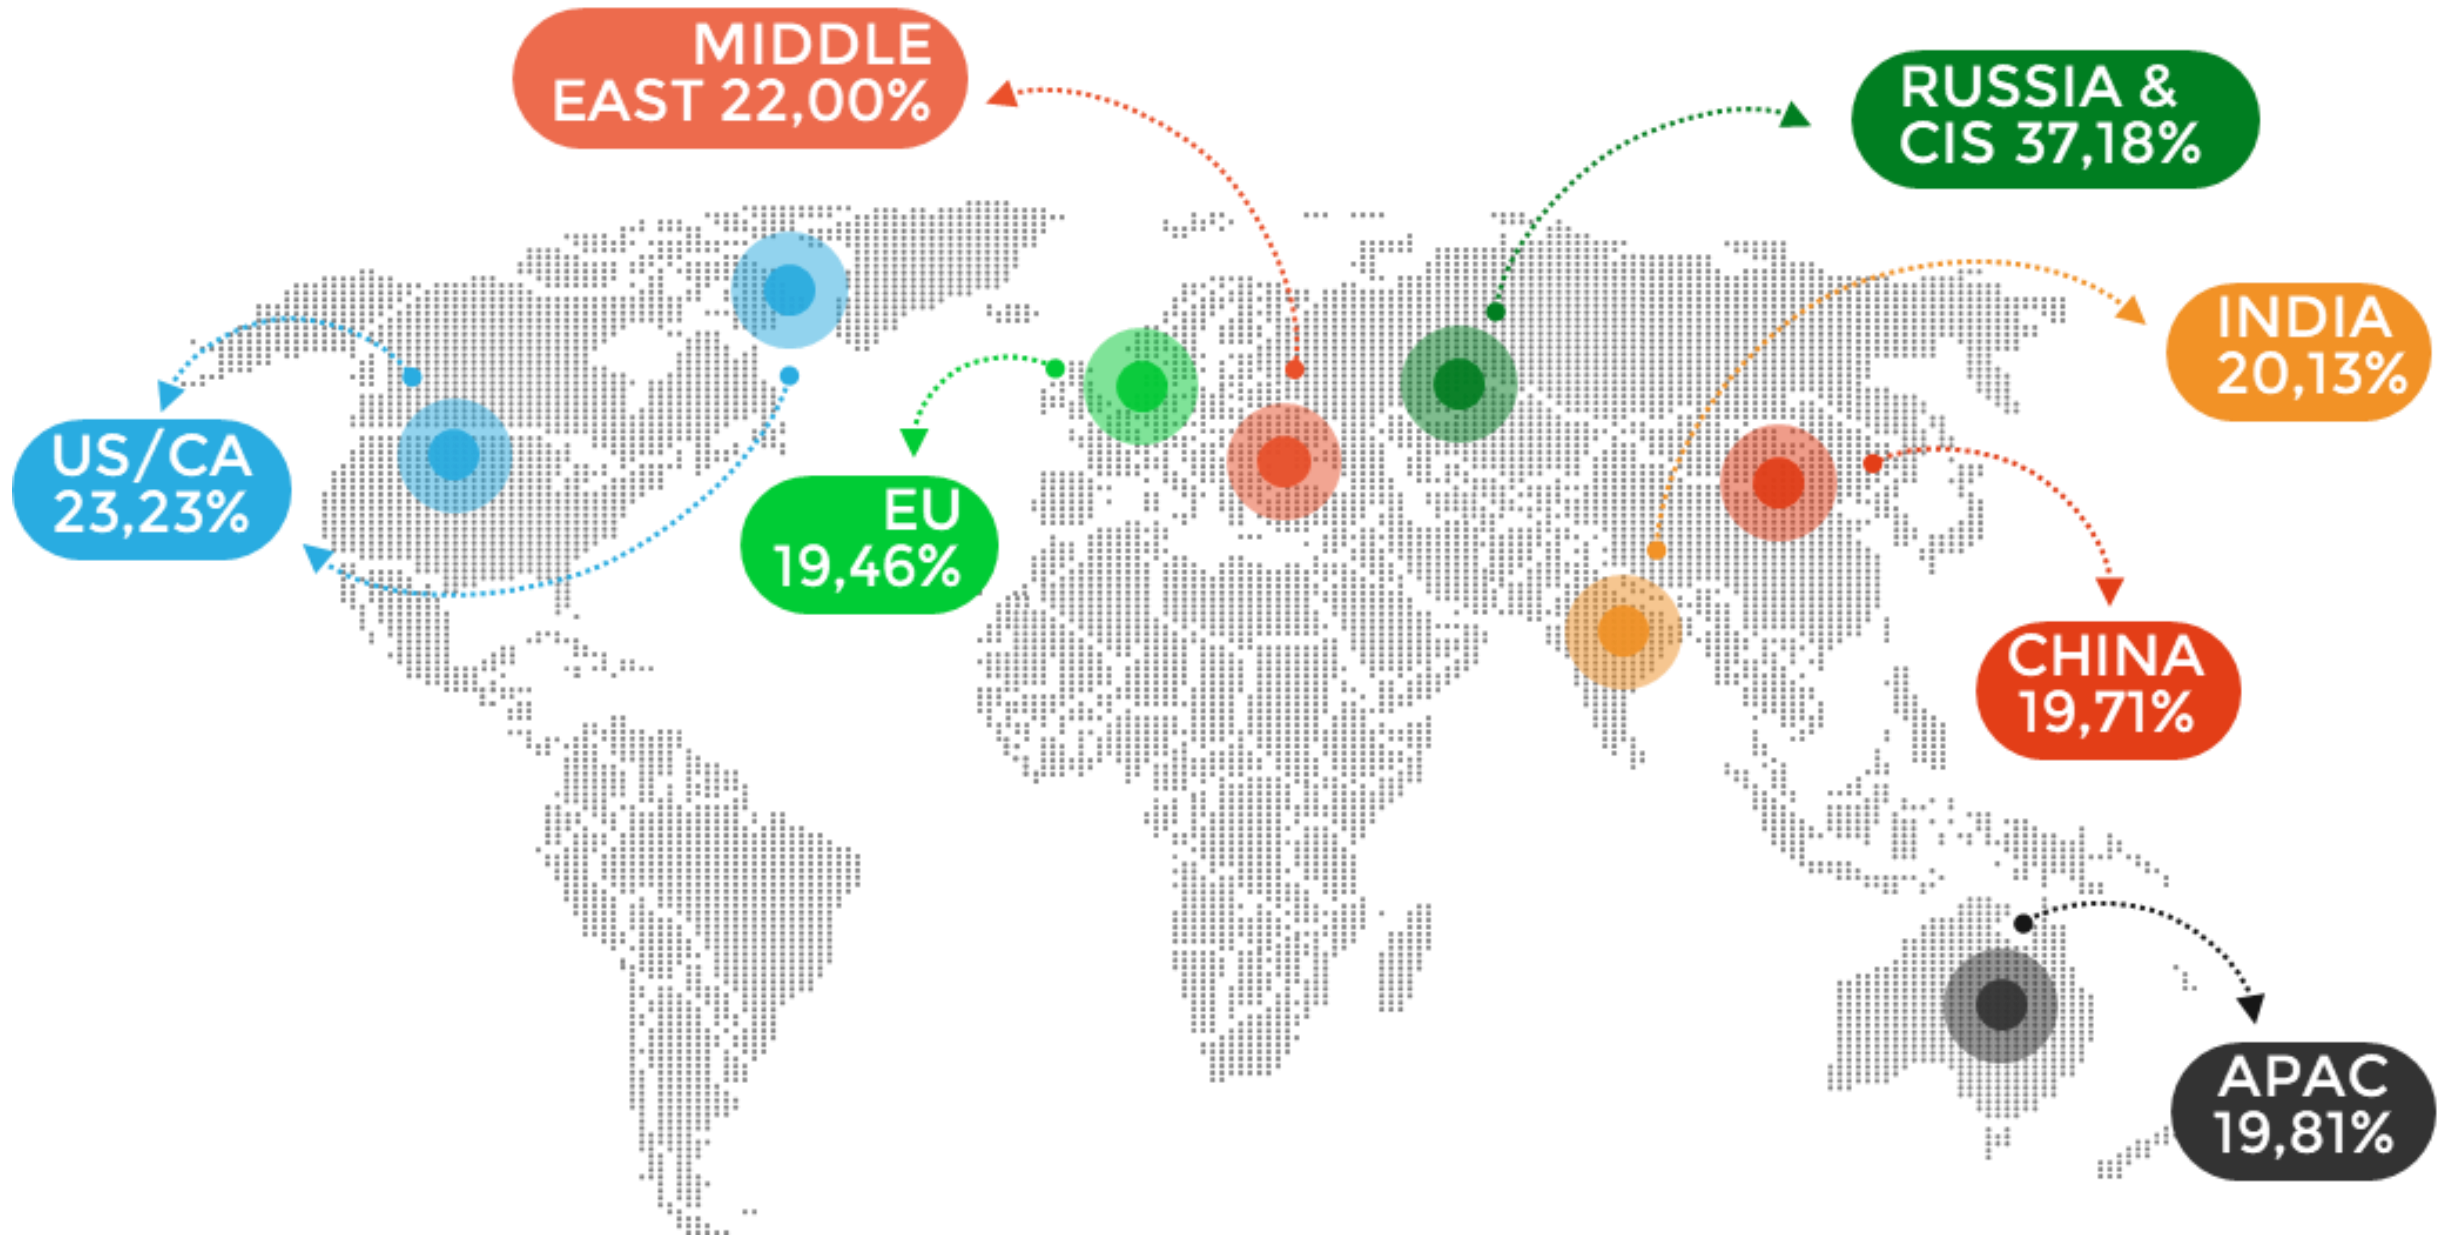 MIDDLE
EAST 22,00%
RUSSIA &
CIS 37,18%
INDIA
20,13%
US/CA
23,23%
EU
19,46%
CHINA
19,71%
APAC
19,81%